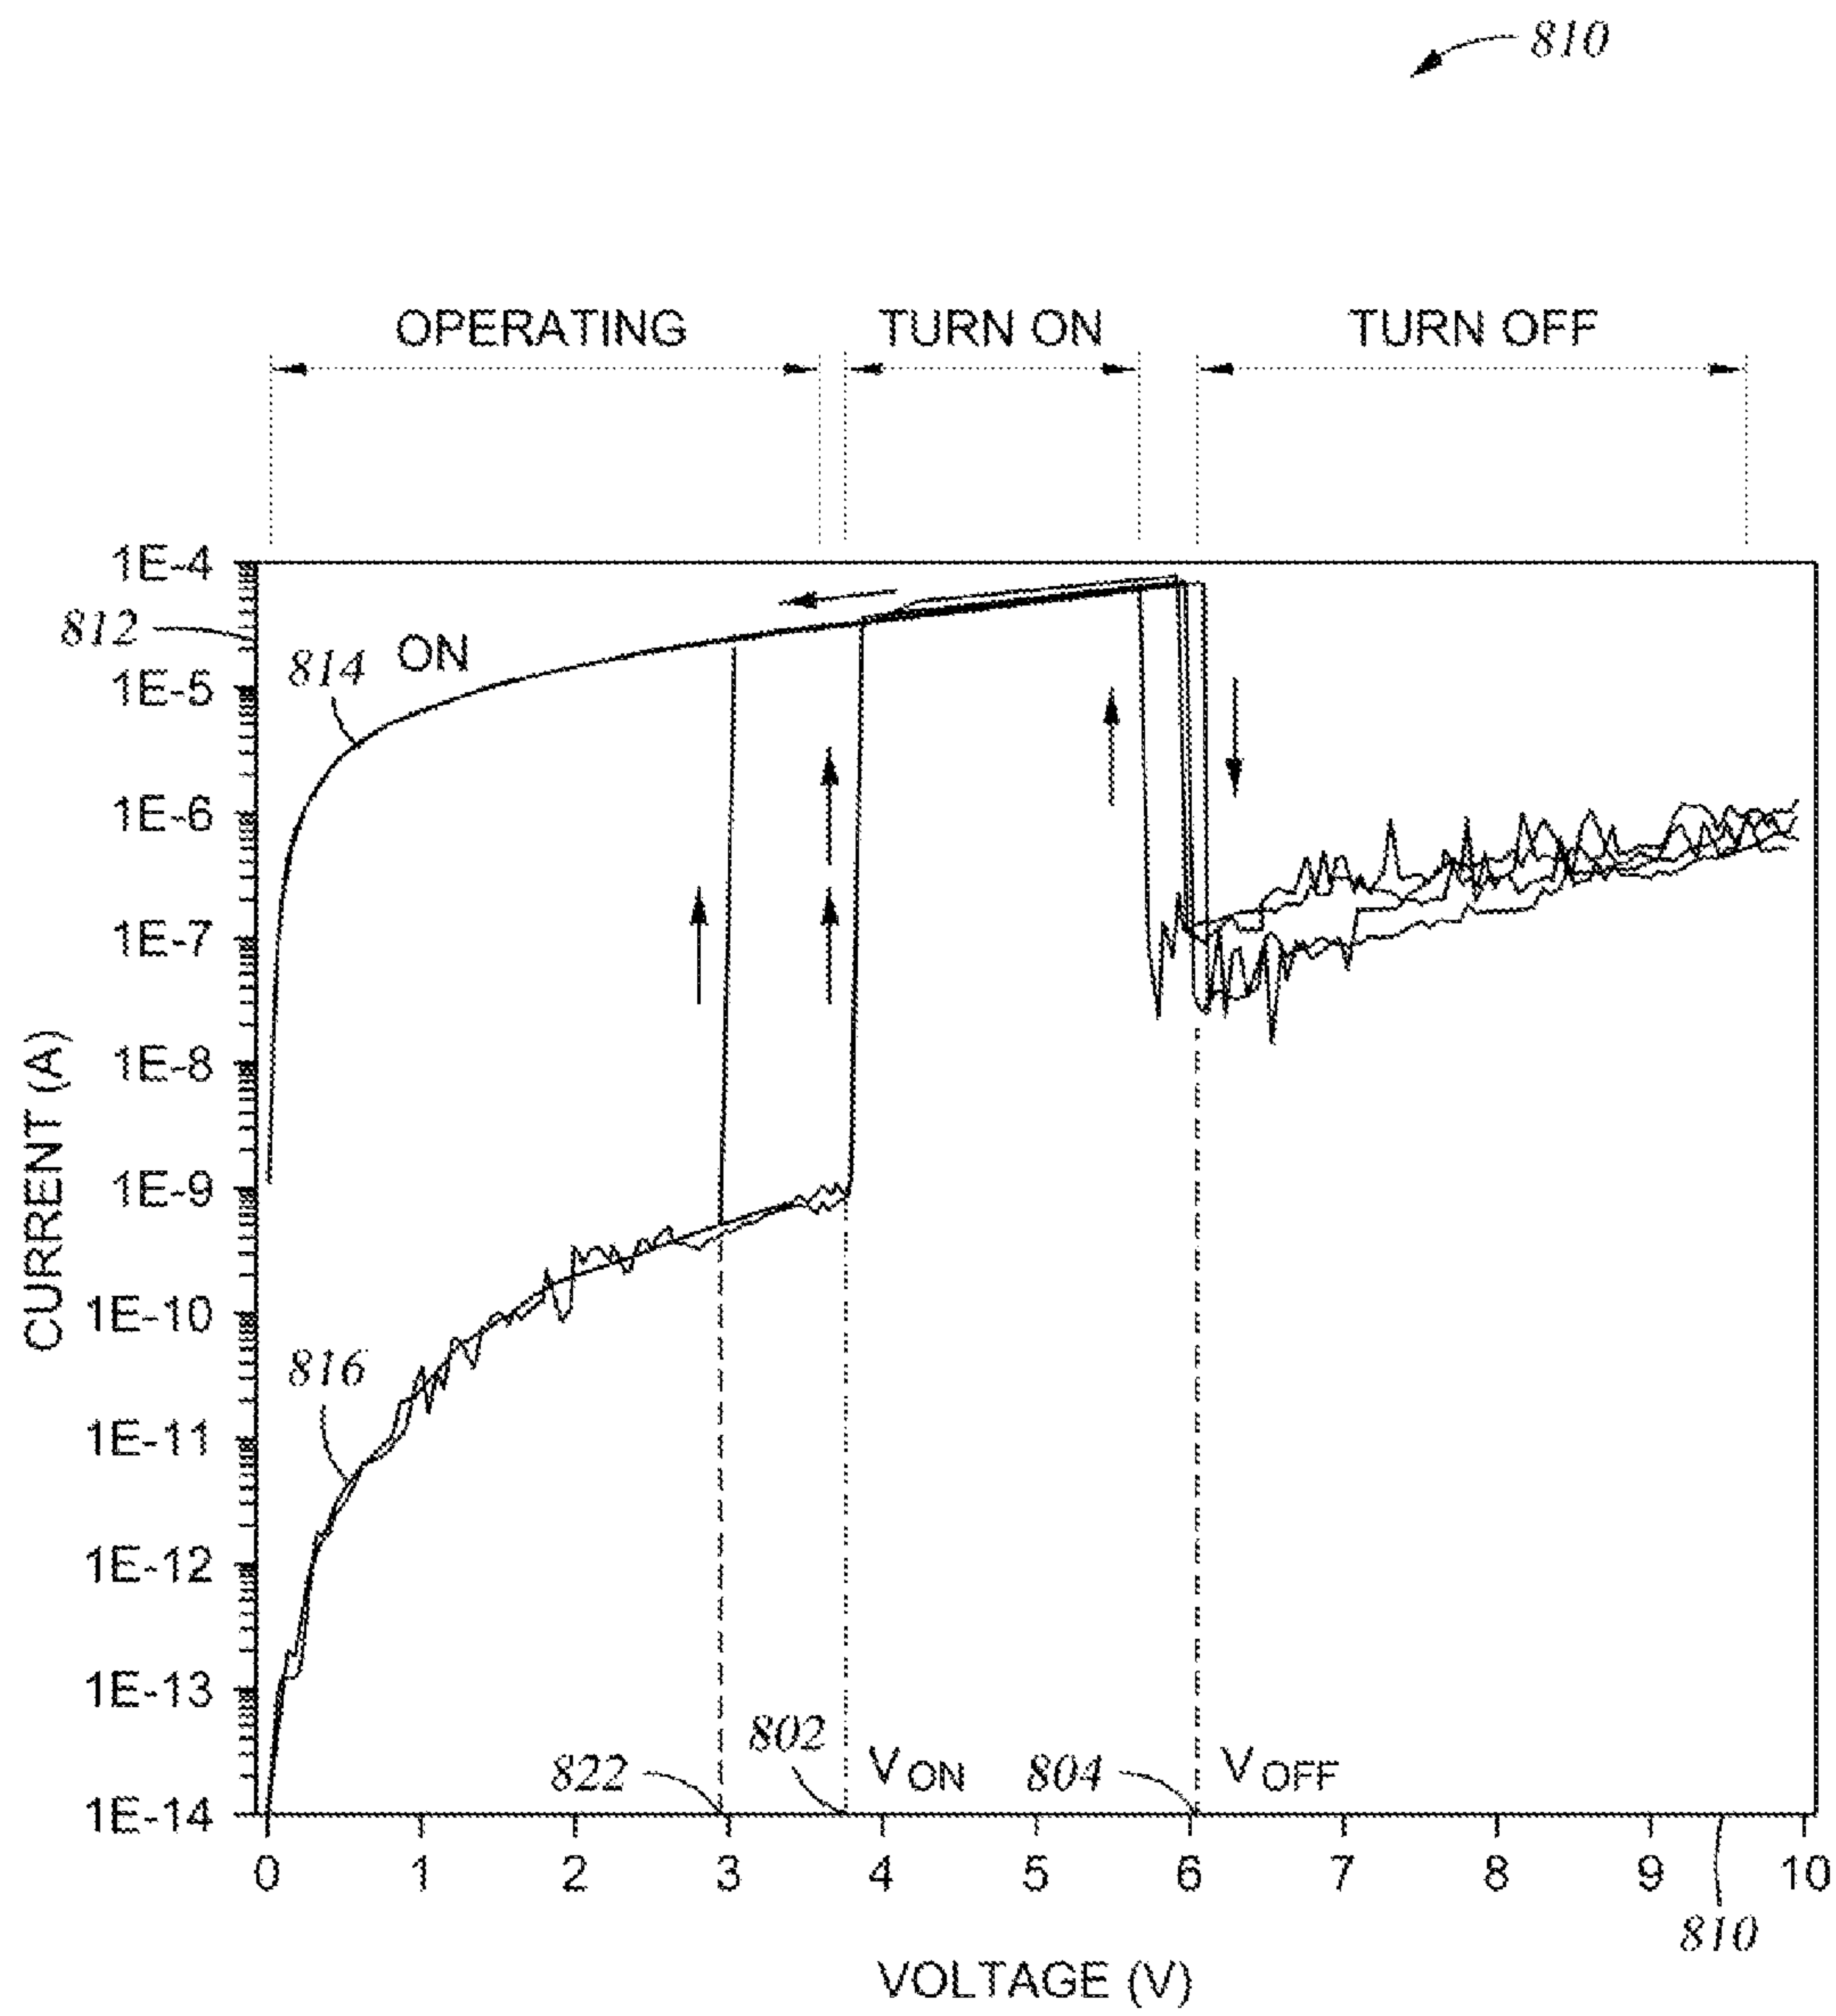 810
OPERATING TURN ON TURN OFF
1E-4
812
814 ON
1E-5
1E-6
1E-7
1E-8
1E-9
1E-10
816
1E-11
1E-12
1E-13
1E-14
CURRENT (A)
822 802 VON 804 VOFF
0 1 2 3 4 5 6 7 8 9 10
810
VOLTAGE (V)